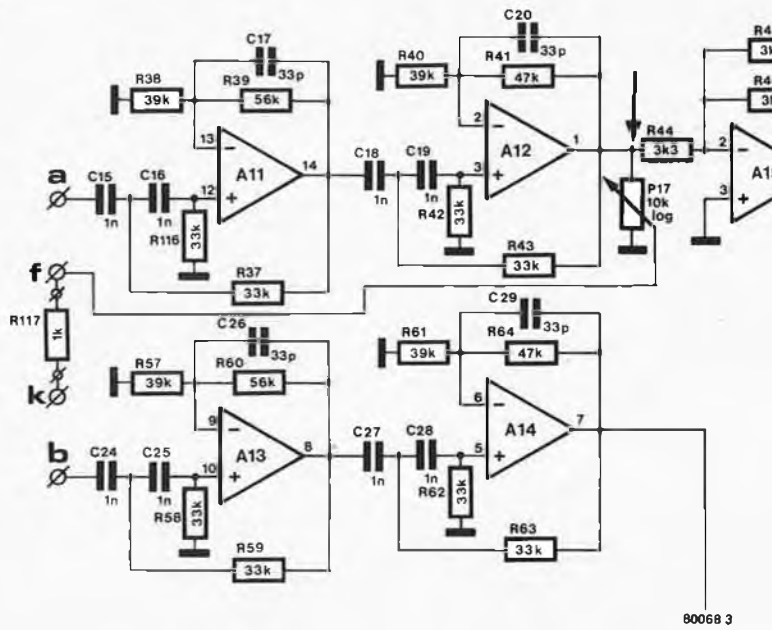 C17
33p
R38
39k
R39
56k
13
A11
14
12
a
C15
1n
C16
1n
R116
33k
R37
33k
C20
33p
R40
39k
R41
47k
2
A12
1
3
C18
1n
C19
1n
R42
33k
R43
33k
R44
3k3
P17
10k
log
2
3
f
R117
1k
k
C26
33p
R57
39k
R60
56k
9
A13
8
10
b
C24
1n
C25
1n
R58
33k
R59
33k
C29
33p
R61
39k
R64
47k
6
A14
7
5
C27
1n
C28
1n
R62
33k
R63
33k
80068 3